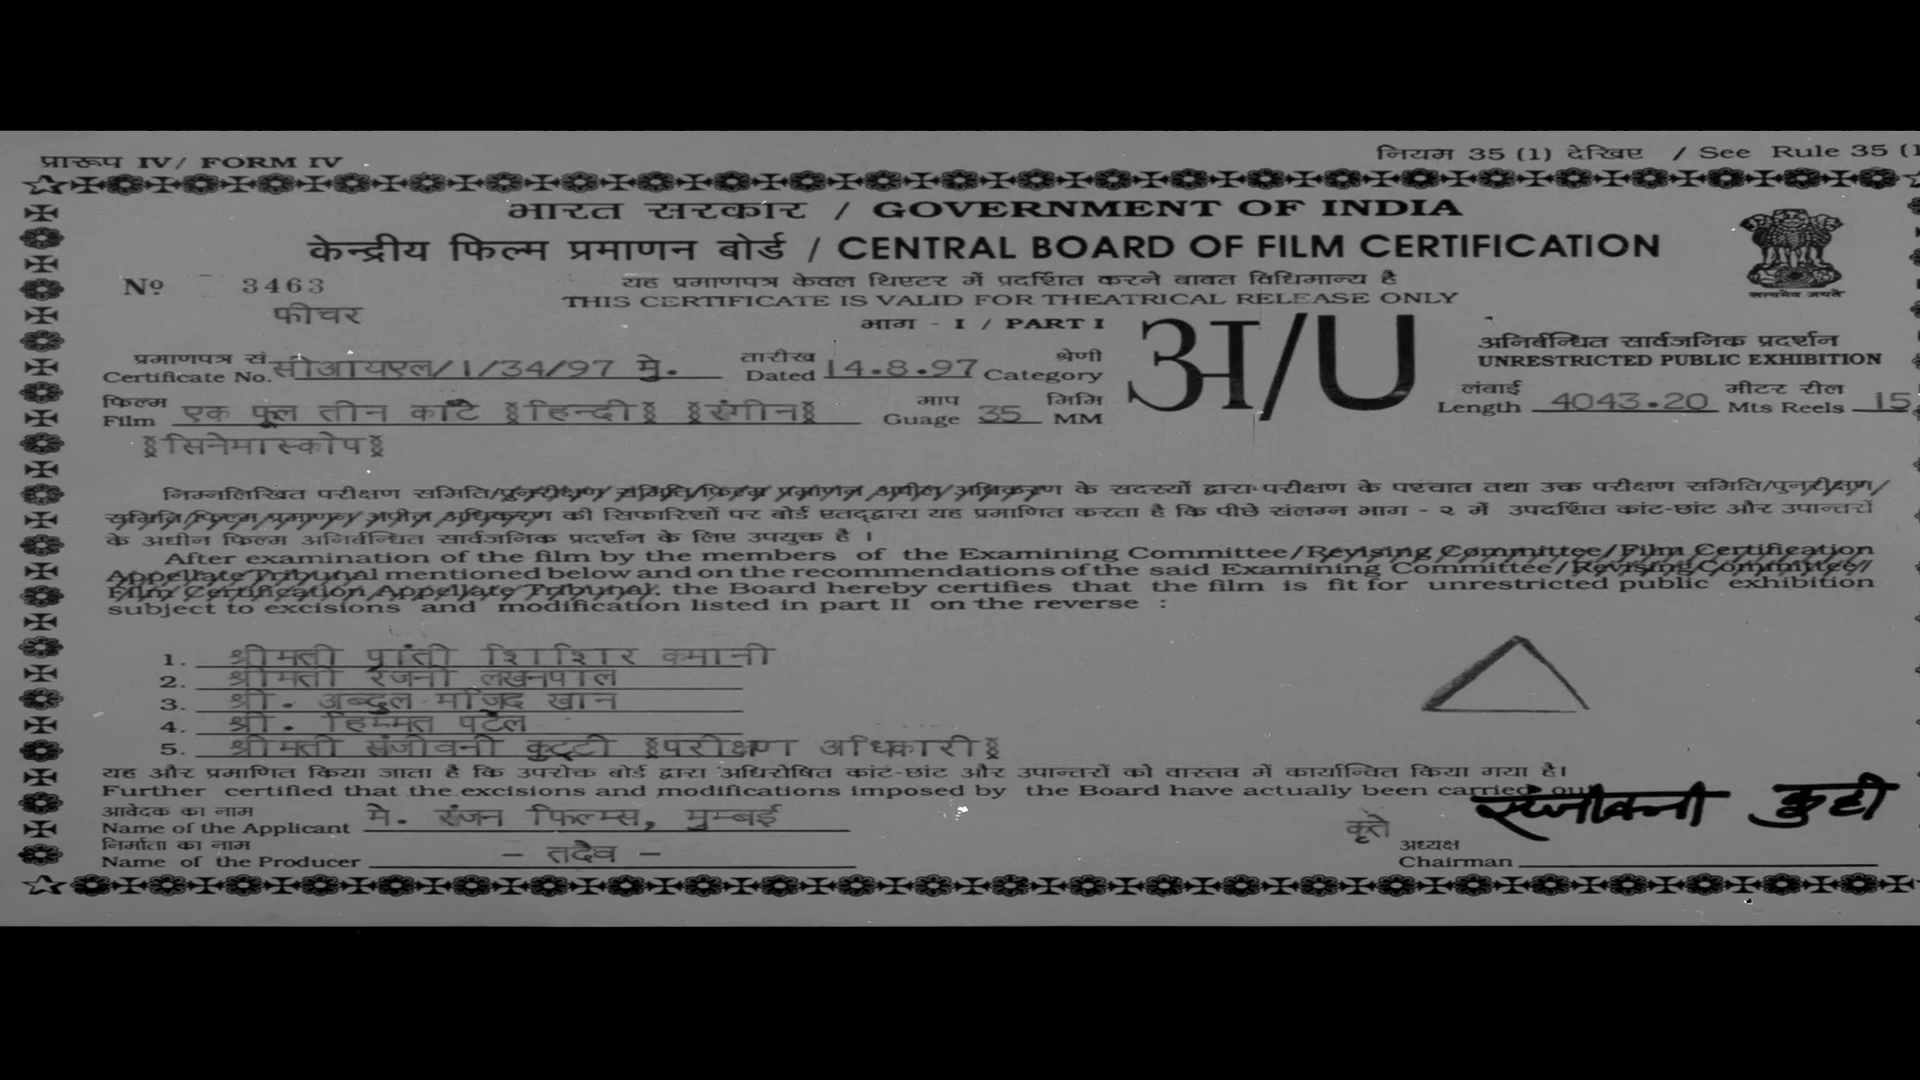 प्रारूप IV / FORM IV
नियम 35 (1) देखिए / See Rule 35 (1
भारत सरकार / GOVERNMENT OF INDIA
केन्द्रीय फिल्म प्रमाणन बोर्ड / CENTRAL BOARD OF FILM CERTIFICATION
सत्यमेव जयते
Nº 3463
यह प्रमाणपत्र केवल थिएटर में प्रदर्शित करने बावत विधिमान्य है
THIS CERTIFICATE IS VALID FOR THEATRICAL RELEASE ONLY
फीचर
भाग - I / PART I
अ/U
अनिर्बन्धित सार्वजनिक प्रदर्शन
UNRESTRICTED PUBLIC EXHIBITION
प्रमाणपत्र सं
Certificate No. सीआयएल/1/34/97 मु.
तारीख
Dated 14.8.97
श्रेणी
Category
फिल्म
Film एक फूल तीन कांटे (हिन्दी) (रंगीन)
माप
Guage 35
मिमि
MM
लंबाई
Length 4043.20
मीटर रील
Mts Reels 15
(सिनेमास्कोप)
निम्नलिखित परीक्षण समिति/पुनरीक्षण समिति/फिल्म प्रमाणन अपील अधिकरण के सदस्यों द्वारा परीक्षण के पश्चात तथा उक्त परीक्षण समिति/पुनरीक्षण
समिति/फिल्म प्रमाणन अपील अधिकरण की सिफारिशों पर बोर्ड एतद्द्वारा यह प्रमाणित करता है कि पीछे संलग्न भाग - २ में उपदर्शित कांट-छांट और उपान्तरों
के अधीन फिल्म अनिर्बन्धित सार्वजनिक प्रदर्शन के लिए उपयुक्त है ।
After examination of the film by the members of the Examining Committee/Revising Committee/Film Certification
Appellate Tribunal mentioned below and on the recommendations of the said Examining Committee/Revising Committee/
Film Certification Appellate Tribunal, the Board hereby certifies that the film is fit for unrestricted public exhibition
subject to excisions and modification listed in part II on the reverse :
1. श्रीमती प्रांती शिशिर कमानी
2. श्रीमती रजनी लखनपाल
3. श्री. अब्दुल माजिद खान
4. श्री. हिम्मत पटेल
5. श्रीमती संजीवनी कुट्टी (परीक्षण अधिकारी)
यह और प्रमाणित किया जाता है कि उपरोक्त बोर्ड द्वारा अधिरोपित कांट-छांट और उपान्तरों को वास्तव में कार्यान्वित किया गया है।
Further certified that the excisions and modifications imposed by the Board have actually been carried out
संजीवनी कुट्टी
आवेदक का नाम
Name of the Applicant मे. रंजन फिल्म्स, मुम्बई
निर्माता का नाम
Name of the Producer - तदैव -
कृते
अध्यक्ष
Chairman